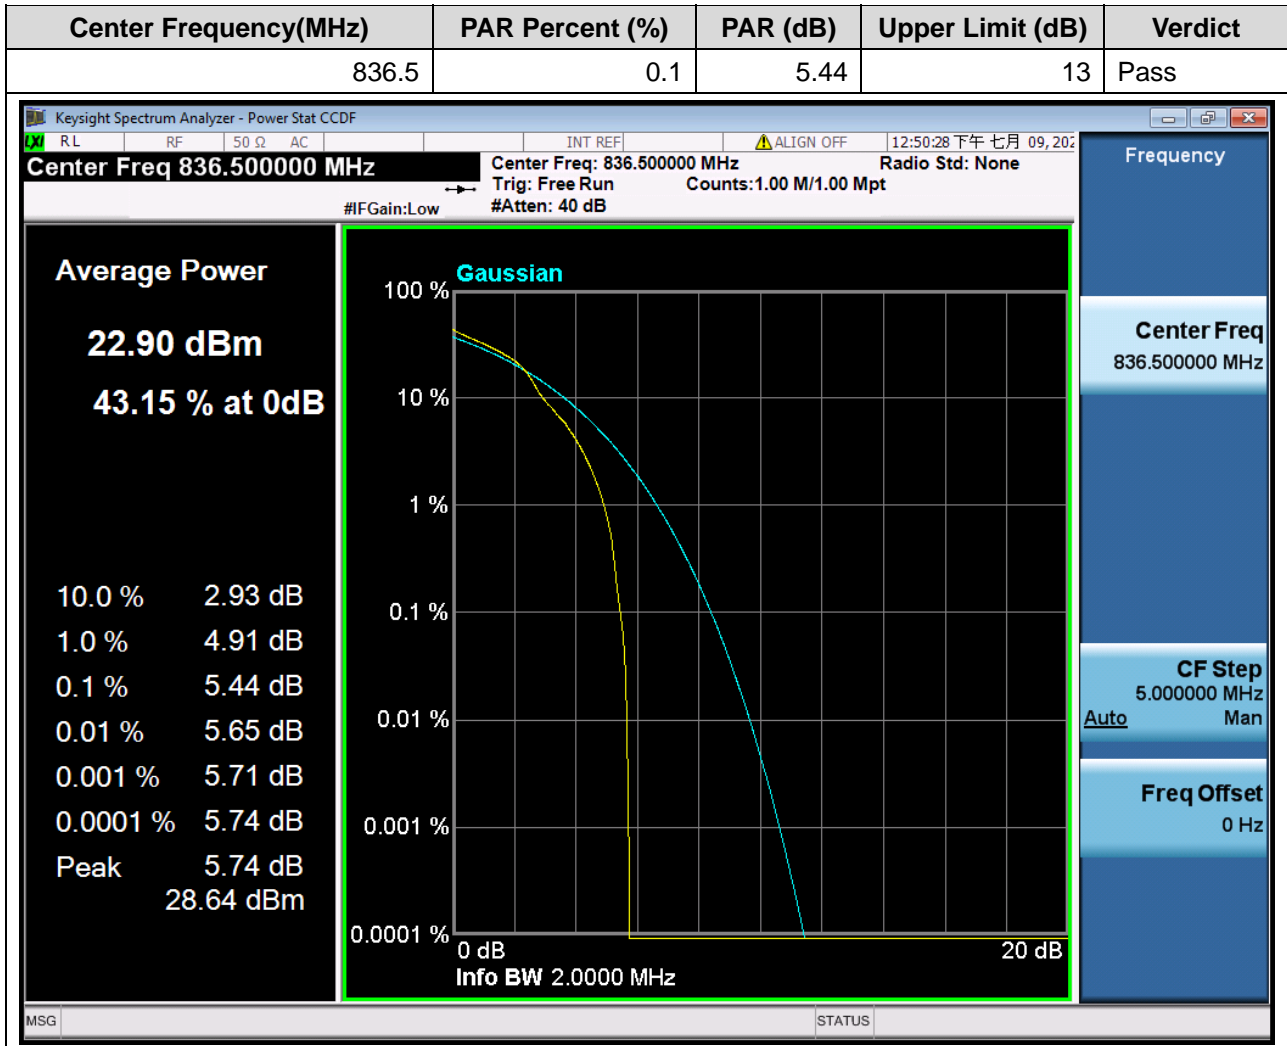 Center Frequency(MHz) PAR Percent (%) PAR (dB) Upper Limit (dB) Verdict
836.5 0.1 5.44 13 Pass
Keysight Spectrum Analyzer - Power Stat CCDF
LXI RL RF 50 Ω AC INT REF ALIGN OFF 12:50:28 下午 七月 09, 202
Center Freq 836.500000 MHz
Center Freq: 836.500000 MHz Radio Std: None
Trig: Free Run Counts:1.00 M/1.00 Mpt
#IFGain:Low #Atten: 40 dB
Average Power
22.90 dBm
43.15 % at 0dB
10.0 % 2.93 dB
1.0 % 4.91 dB
0.1 % 5.44 dB
0.01 % 5.65 dB
0.001 % 5.71 dB
0.0001 % 5.74 dB
Peak 5.74 dB
28.64 dBm
Gaussian
100 %
10 %
1 %
0.1 %
0.01 %
0.001 %
0.0001 %
0 dB 20 dB
Info BW 2.0000 MHz
Frequency
Center Freq
836.500000 MHz
CF Step
5.000000 MHz
Auto Man
Freq Offset
0 Hz
MSG STATUS